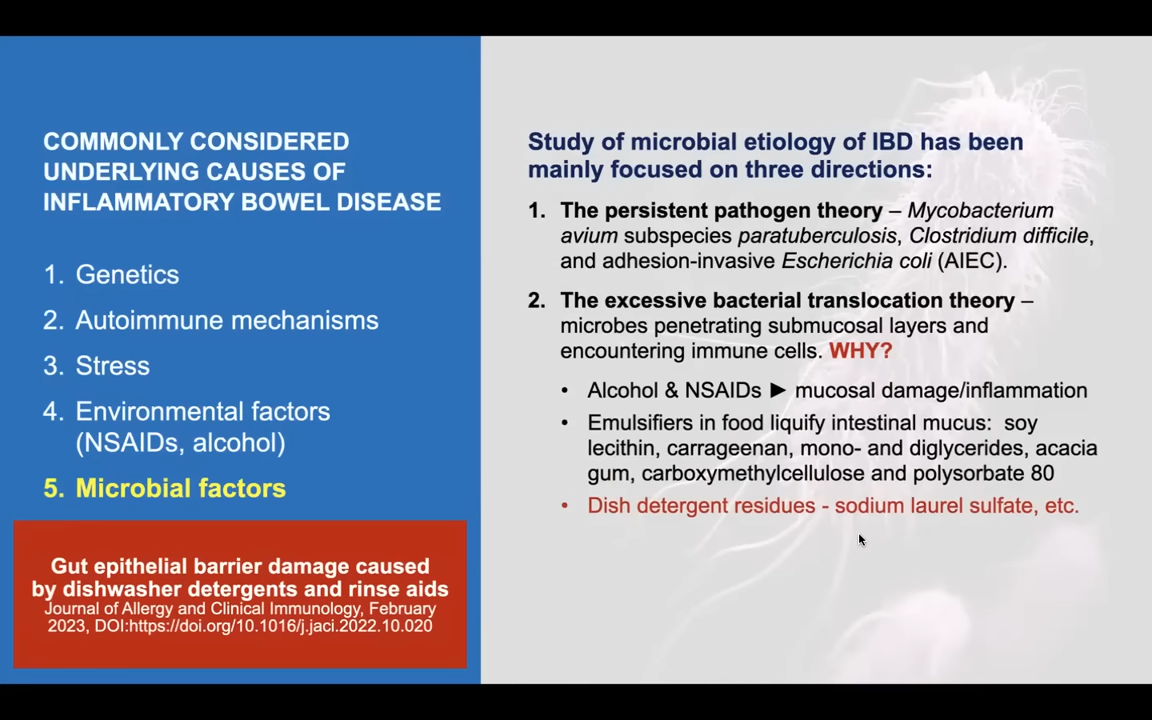 COMMONLY CONSIDERED
UNDERLYING CAUSES OF
INFLAMMATORY BOWEL DISEASE
1. Genetics
2. Autoimmune mechanisms
3. Stress
4. Environmental factors
(NSAIDs, alcohol)
5. Microbial factors
Gut epithelial barrier damage caused
by dishwasher detergents and rinse aids
Journal of Allergy and Clinical Immunology, February
2023, DOI:https://doi.org/10.1016/j.jaci.2022.10.020
Study of microbial etiology of IBD has been
mainly focused on three directions:
1. The persistent pathogen theory – Mycobacterium
avium subspecies paratuberculosis, Clostridium difficile,
and adhesion-invasive Escherichia coli (AIEC).
2. The excessive bacterial translocation theory –
microbes penetrating submucosal layers and
encountering immune cells. WHY?
• Alcohol & NSAIDs ► mucosal damage/inflammation
• Emulsifiers in food liquify intestinal mucus: soy
lecithin, carrageenan, mono- and diglycerides, acacia
gum, carboxymethylcellulose and polysorbate 80
• Dish detergent residues - sodium laurel sulfate, etc.